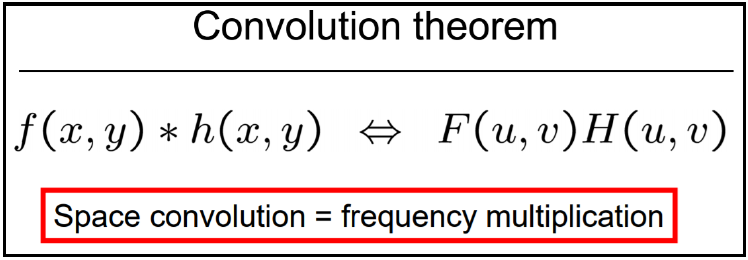 Convolution theorem
f(x, y) ∗ h(x, y) ⇔ F(u, v)H(u, v)
Space convolution = frequency multiplication